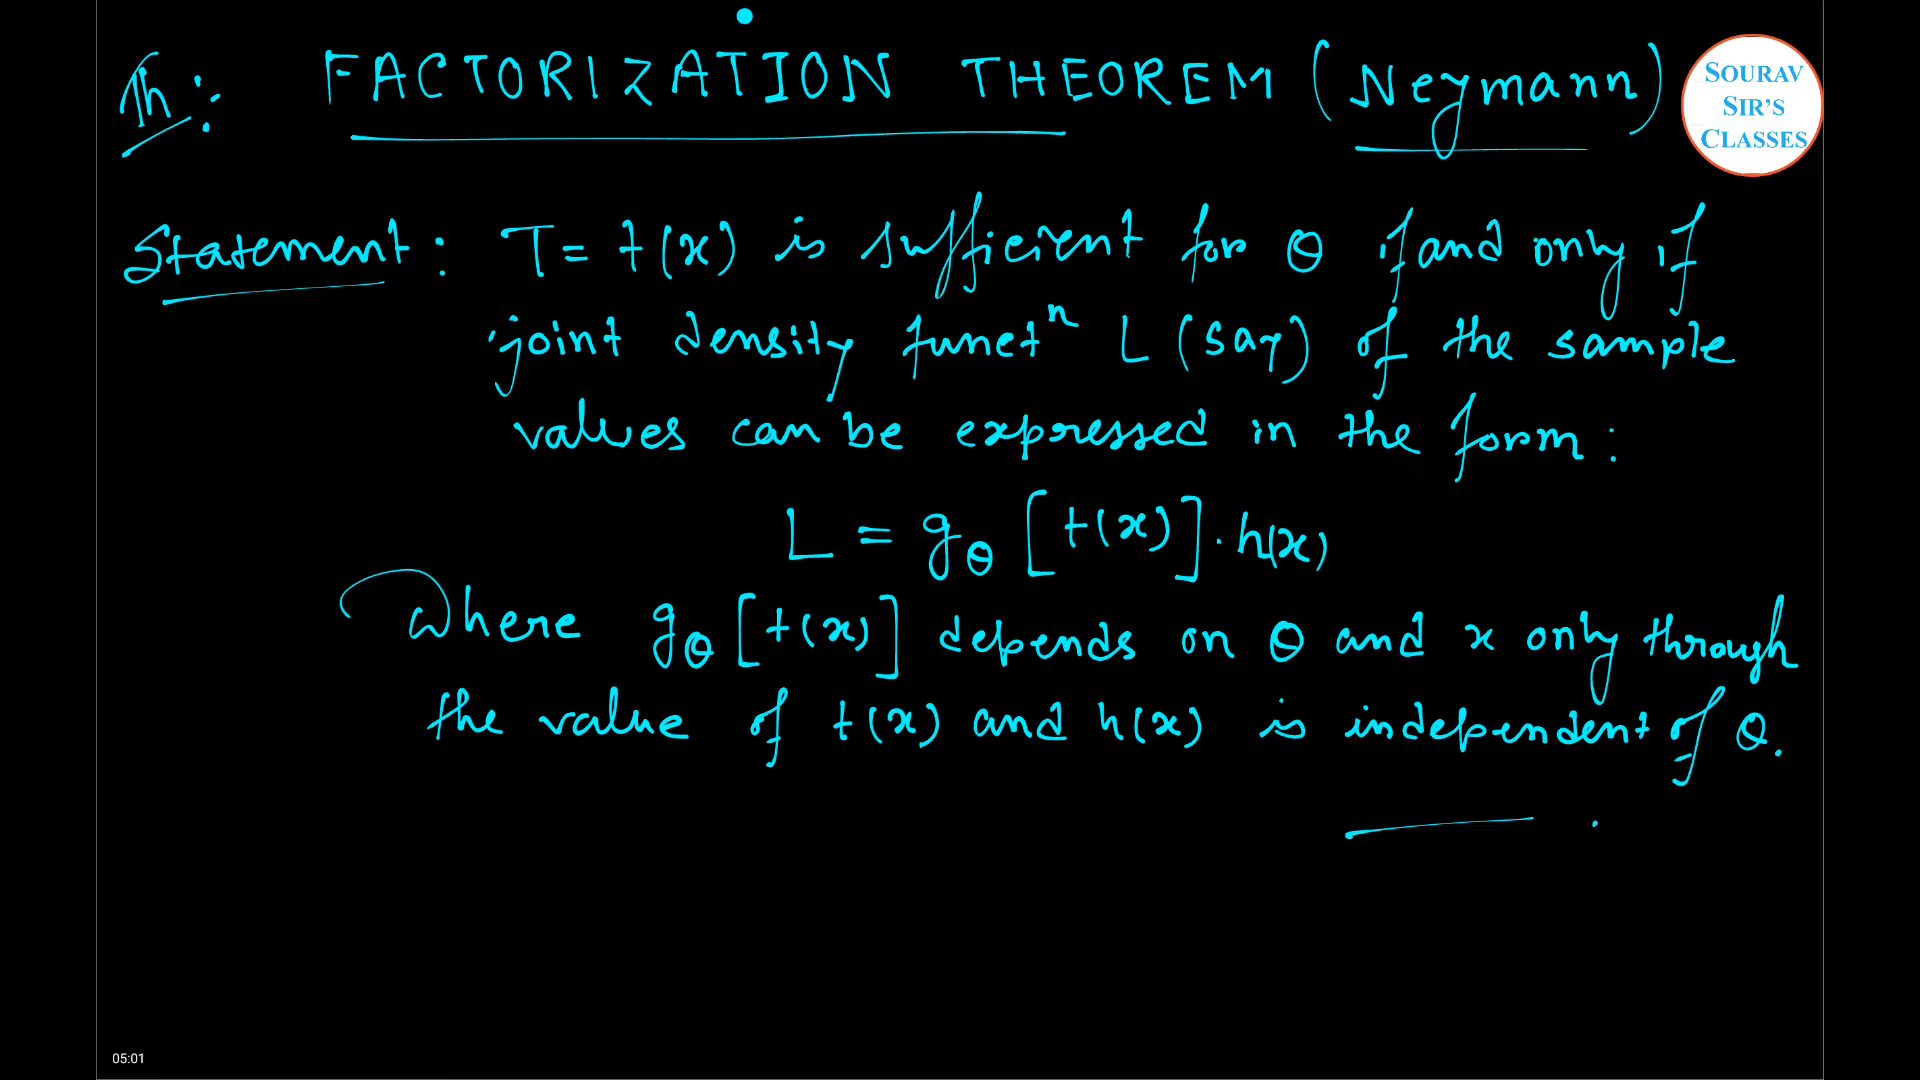 Th: FACTORIZATION THEOREM (Neymann)
SOURAV
SIR'S
CLASSES
Statement: T = t(x) is sufficient for θ if and only if
joint density functⁿ L (say) of the sample
values can be expressed in the form:
L = g_θ [t(x)] . h(x)
Where g_θ [t(x)] depends on θ and x only through
the value of t(x) and h(x) is independent of θ.
05:01